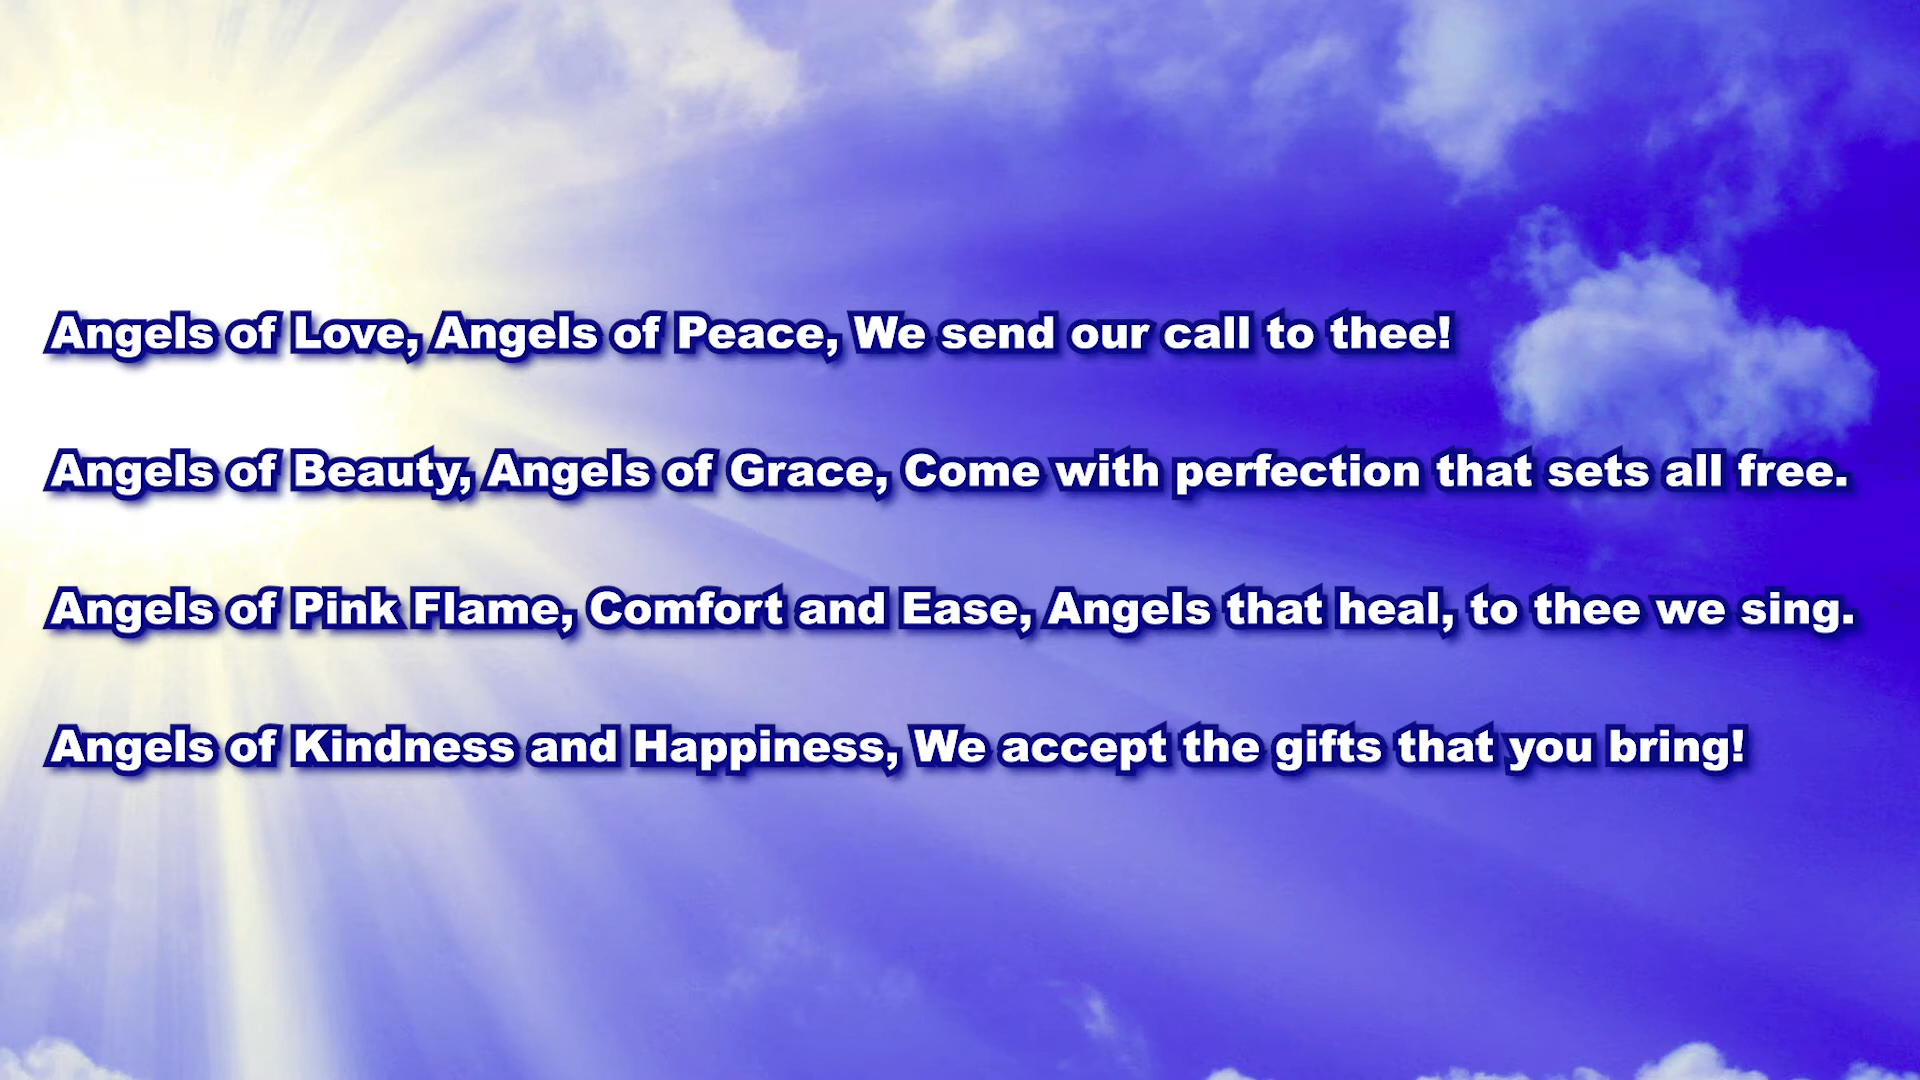 Angels of Love, Angels of Peace, We send our call to thee!
Angels of Beauty, Angels of Grace, Come with perfection that sets all free.
Angels of Pink Flame, Comfort and Ease, Angels that heal, to thee we sing.
Angels of Kindness and Happiness, We accept the gifts that you bring!